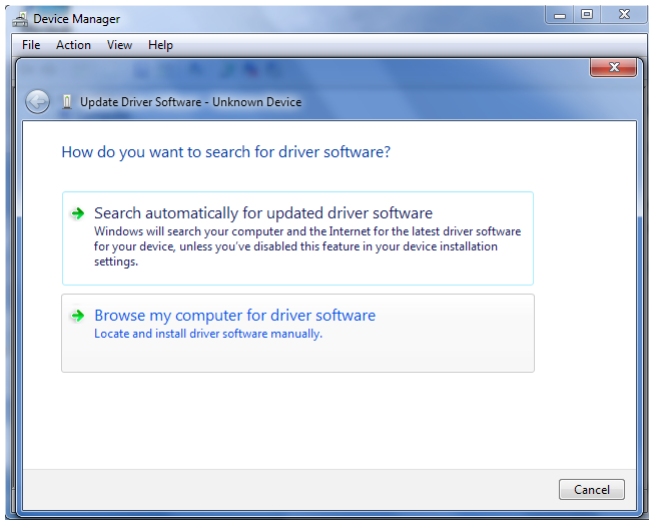 Device Manager
File Action View Help
Update Driver Software - Unknown Device
How do you want to search for driver software?
Search automatically for updated driver software
Windows will search your computer and the Internet for the latest driver software
for your device, unless you've disabled this feature in your device installation
settings.
Browse my computer for driver software
Locate and install driver software manually.
Cancel